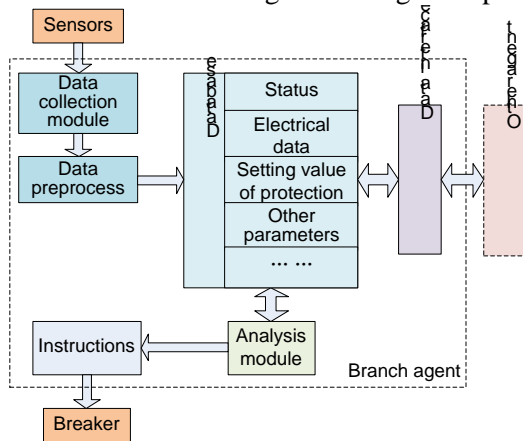 Sensors
Data
collection
module
Data
preprocess
Database
Status
Electrical
data
Setting value
of protection
Other
parameters
... ...
Instructions
Analysis
module
Branch agent
Breaker